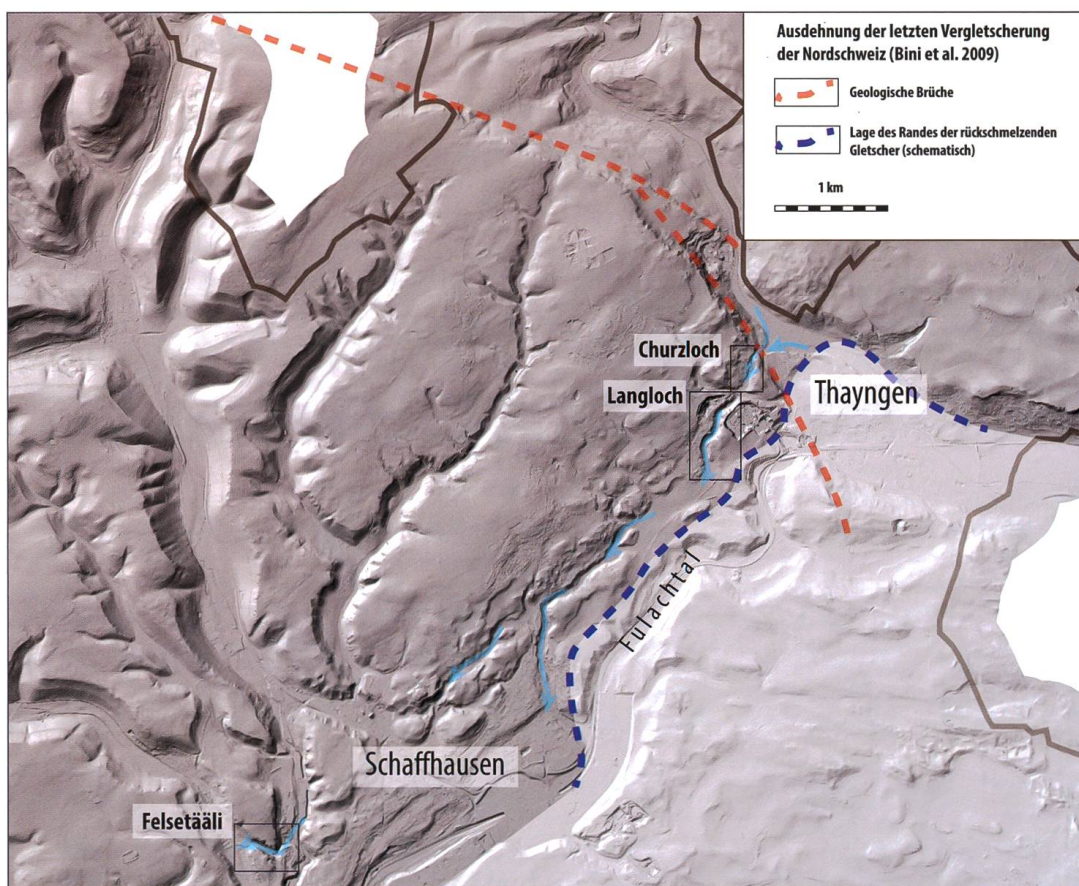 Ausdehnung der letzten Vergletscherung
der Nordschweiz (Bini et al. 2009)
Geologische Brüche
Lage des Randes der rückschmelzenden
Gletscher (schematisch)
1 km
Churzloch
Langloch
Thayngen
Fulachtal
Schaffhausen
Felsetääli